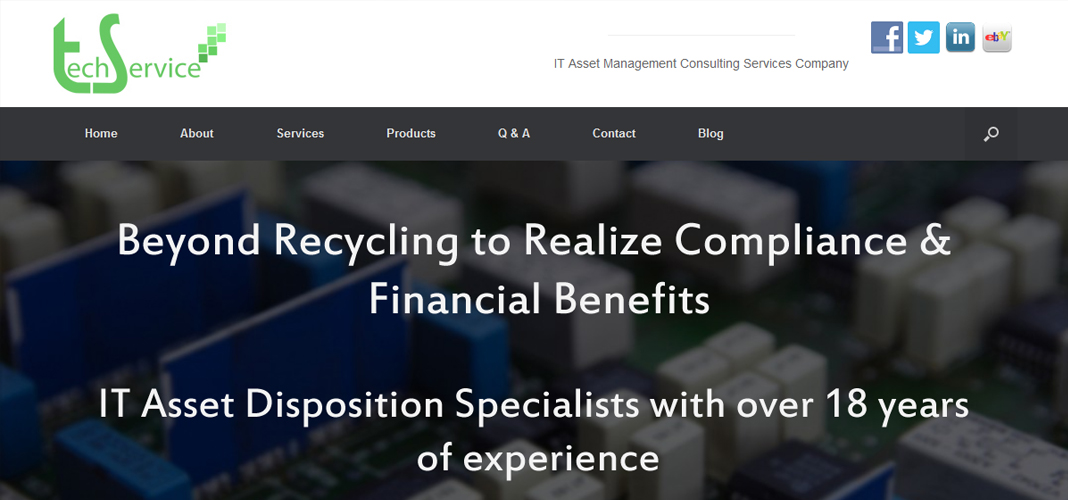 techService
IT Asset Management Consulting Services Company
f
in
ebY
Home About Services Products Q & A Contact Blog
Beyond Recycling to Realize Compliance &
Financial Benefits
IT Asset Disposition Specialists with over 18 years
of experience